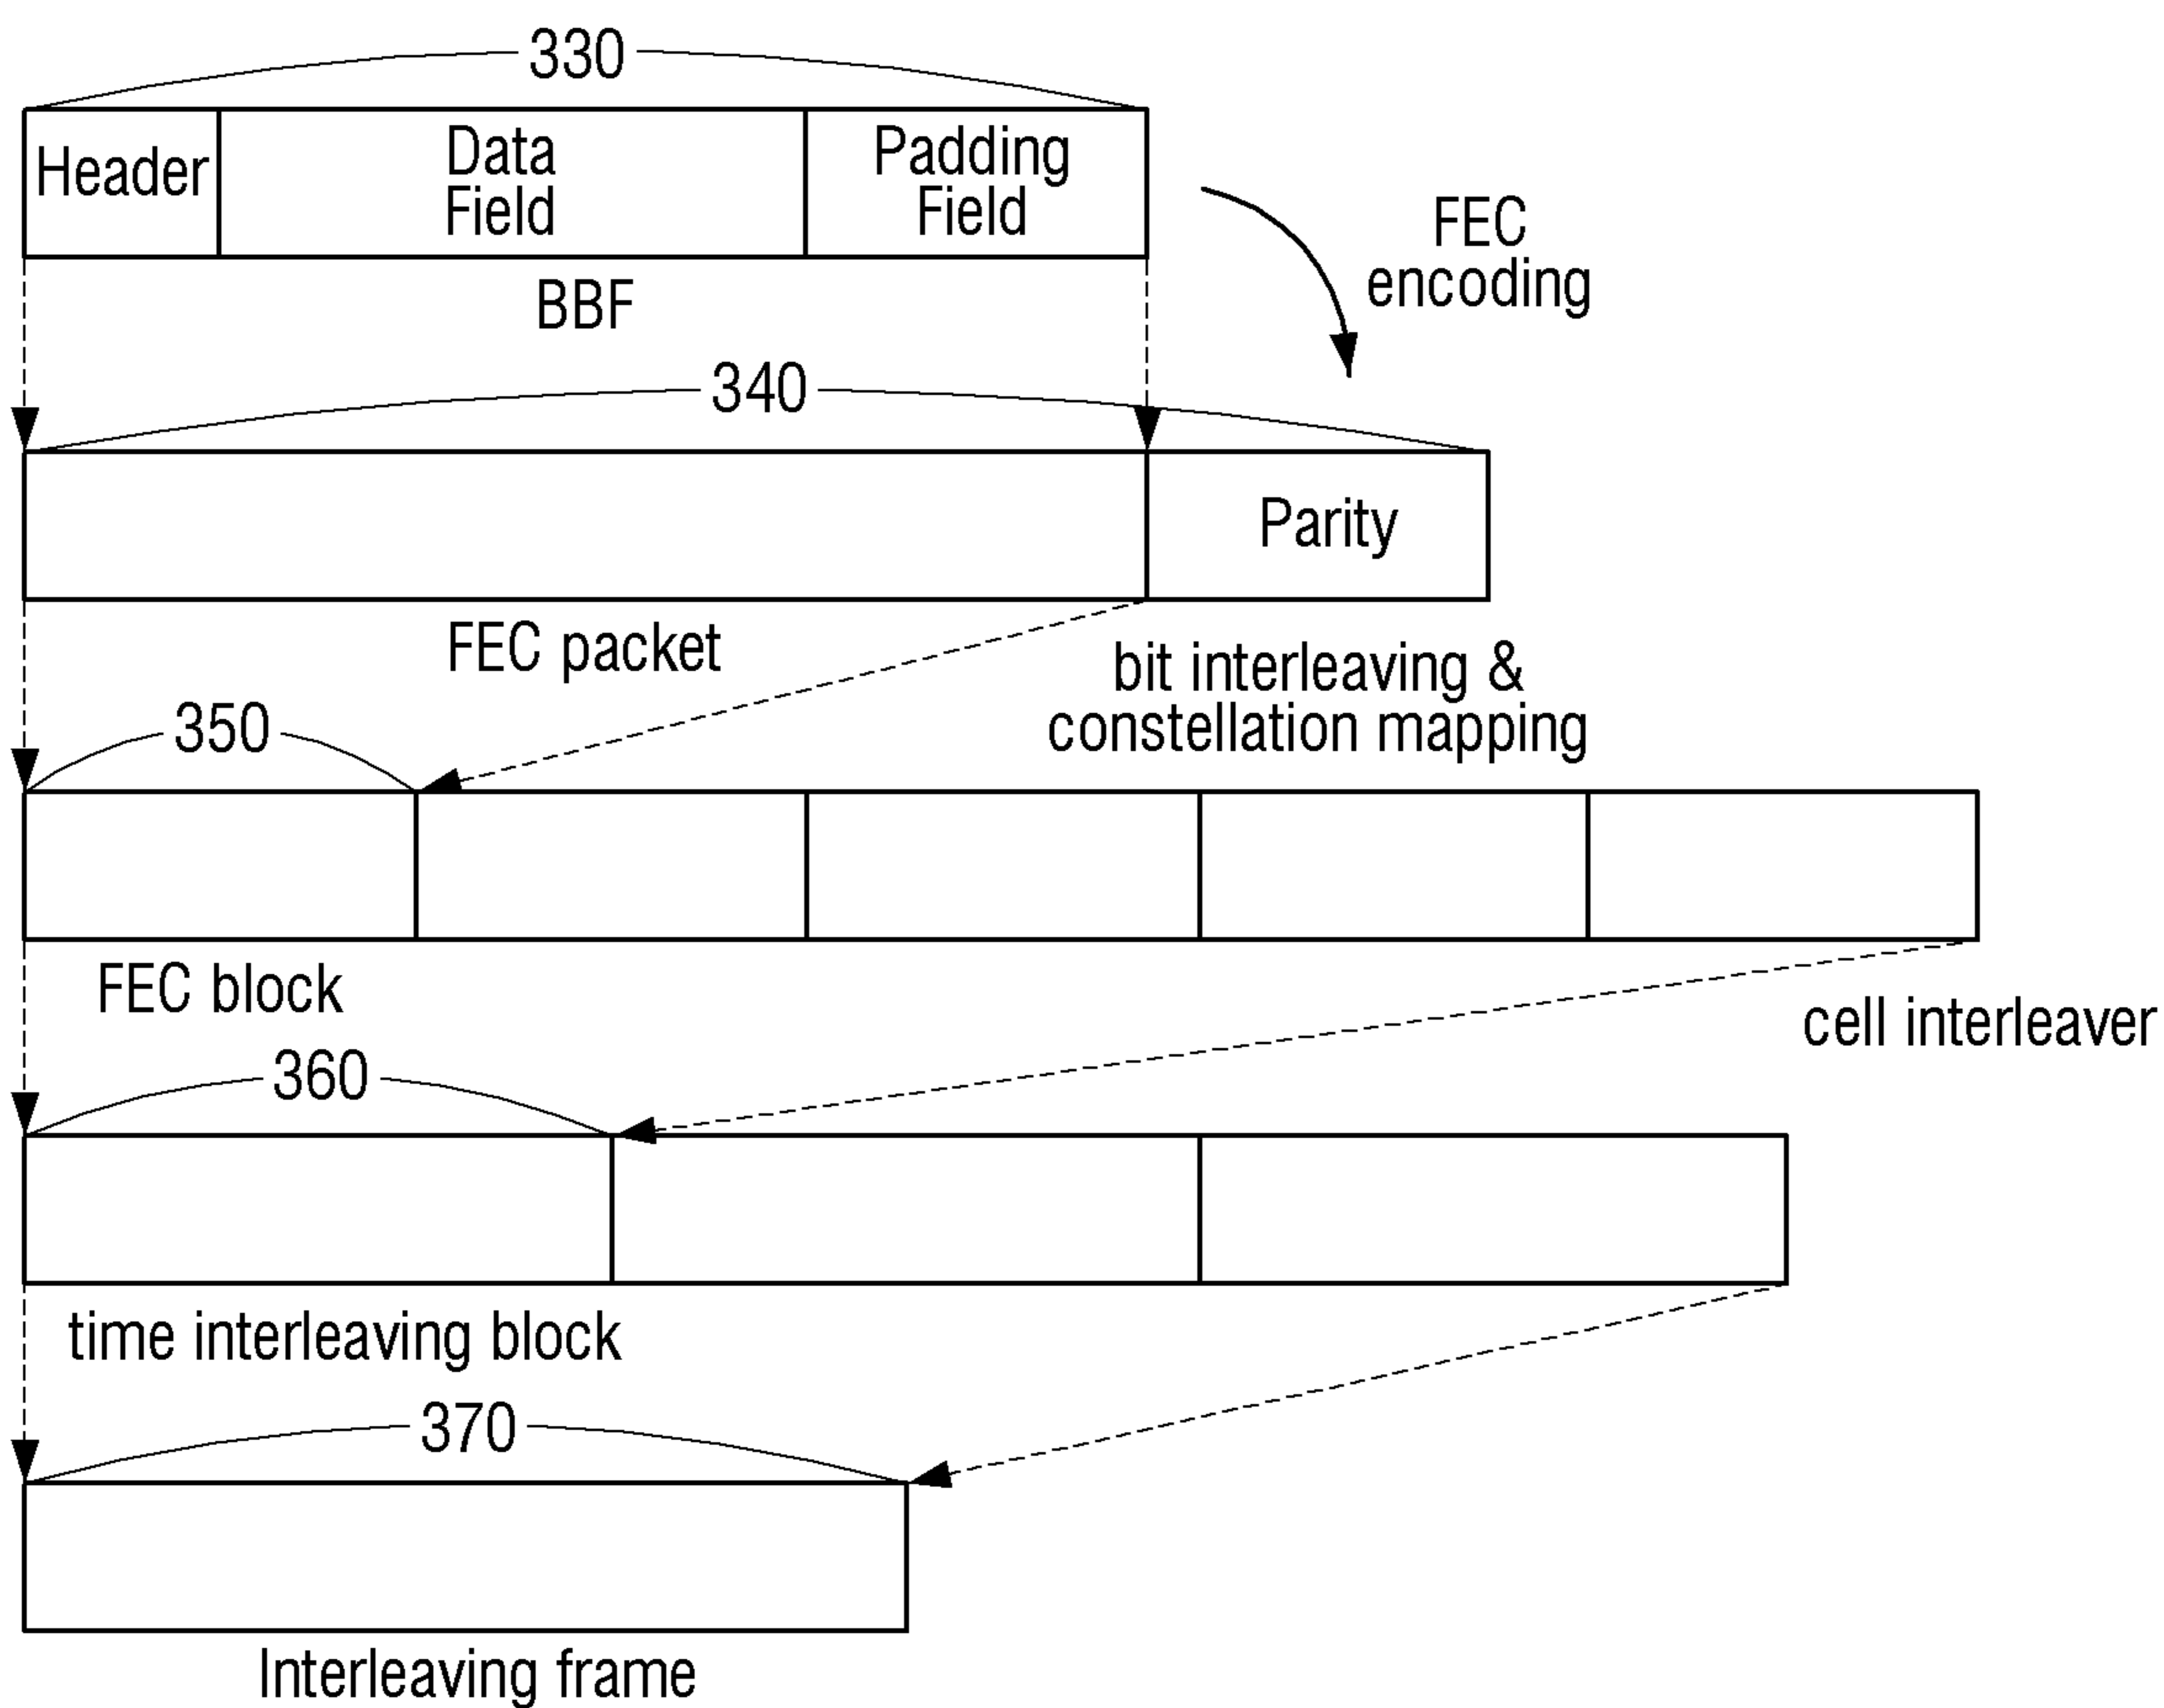 330
Header
Data
Field
Padding
Field
FEC
encoding
BBF
340
Parity
FEC packet
bit interleaving &
constellation mapping
350
FEC block
cell interleaver
360
time interleaving block
370
Interleaving frame